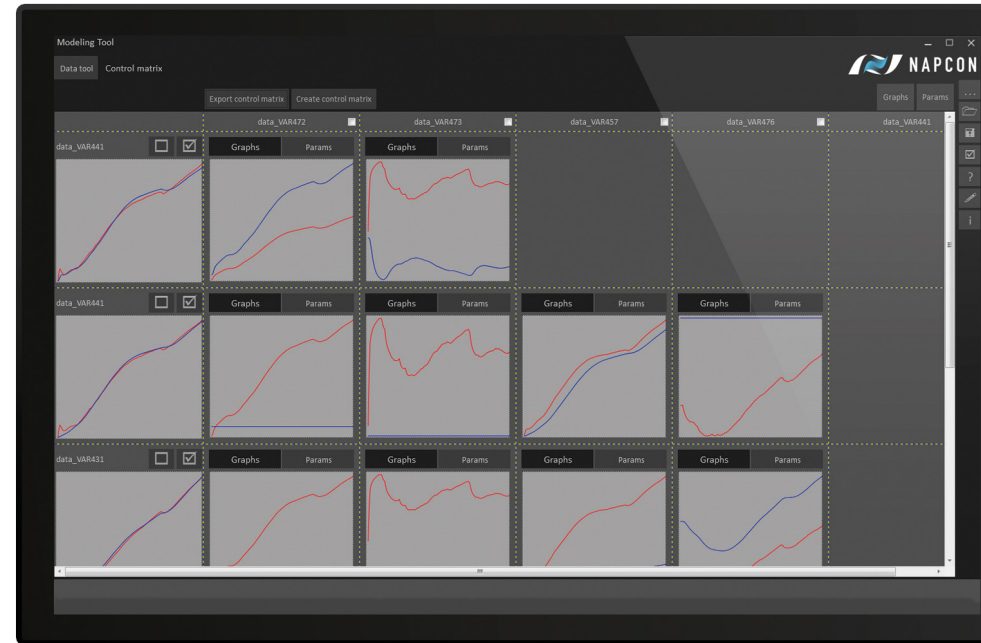 Modeling Tool
NAPCON
Data tool Control matrix
Export control matrix Create control matrix Graphs Params ...
data_VAR472 data_VAR473 data_VAR457 data_VAR476 data_VAR441
data_VAR441 Graphs Params Graphs Params
?
i
data_VAR441 Graphs Params Graphs Params Graphs Params Graphs Params
data_VAR431 Graphs Params Graphs Params Graphs Params Graphs Params